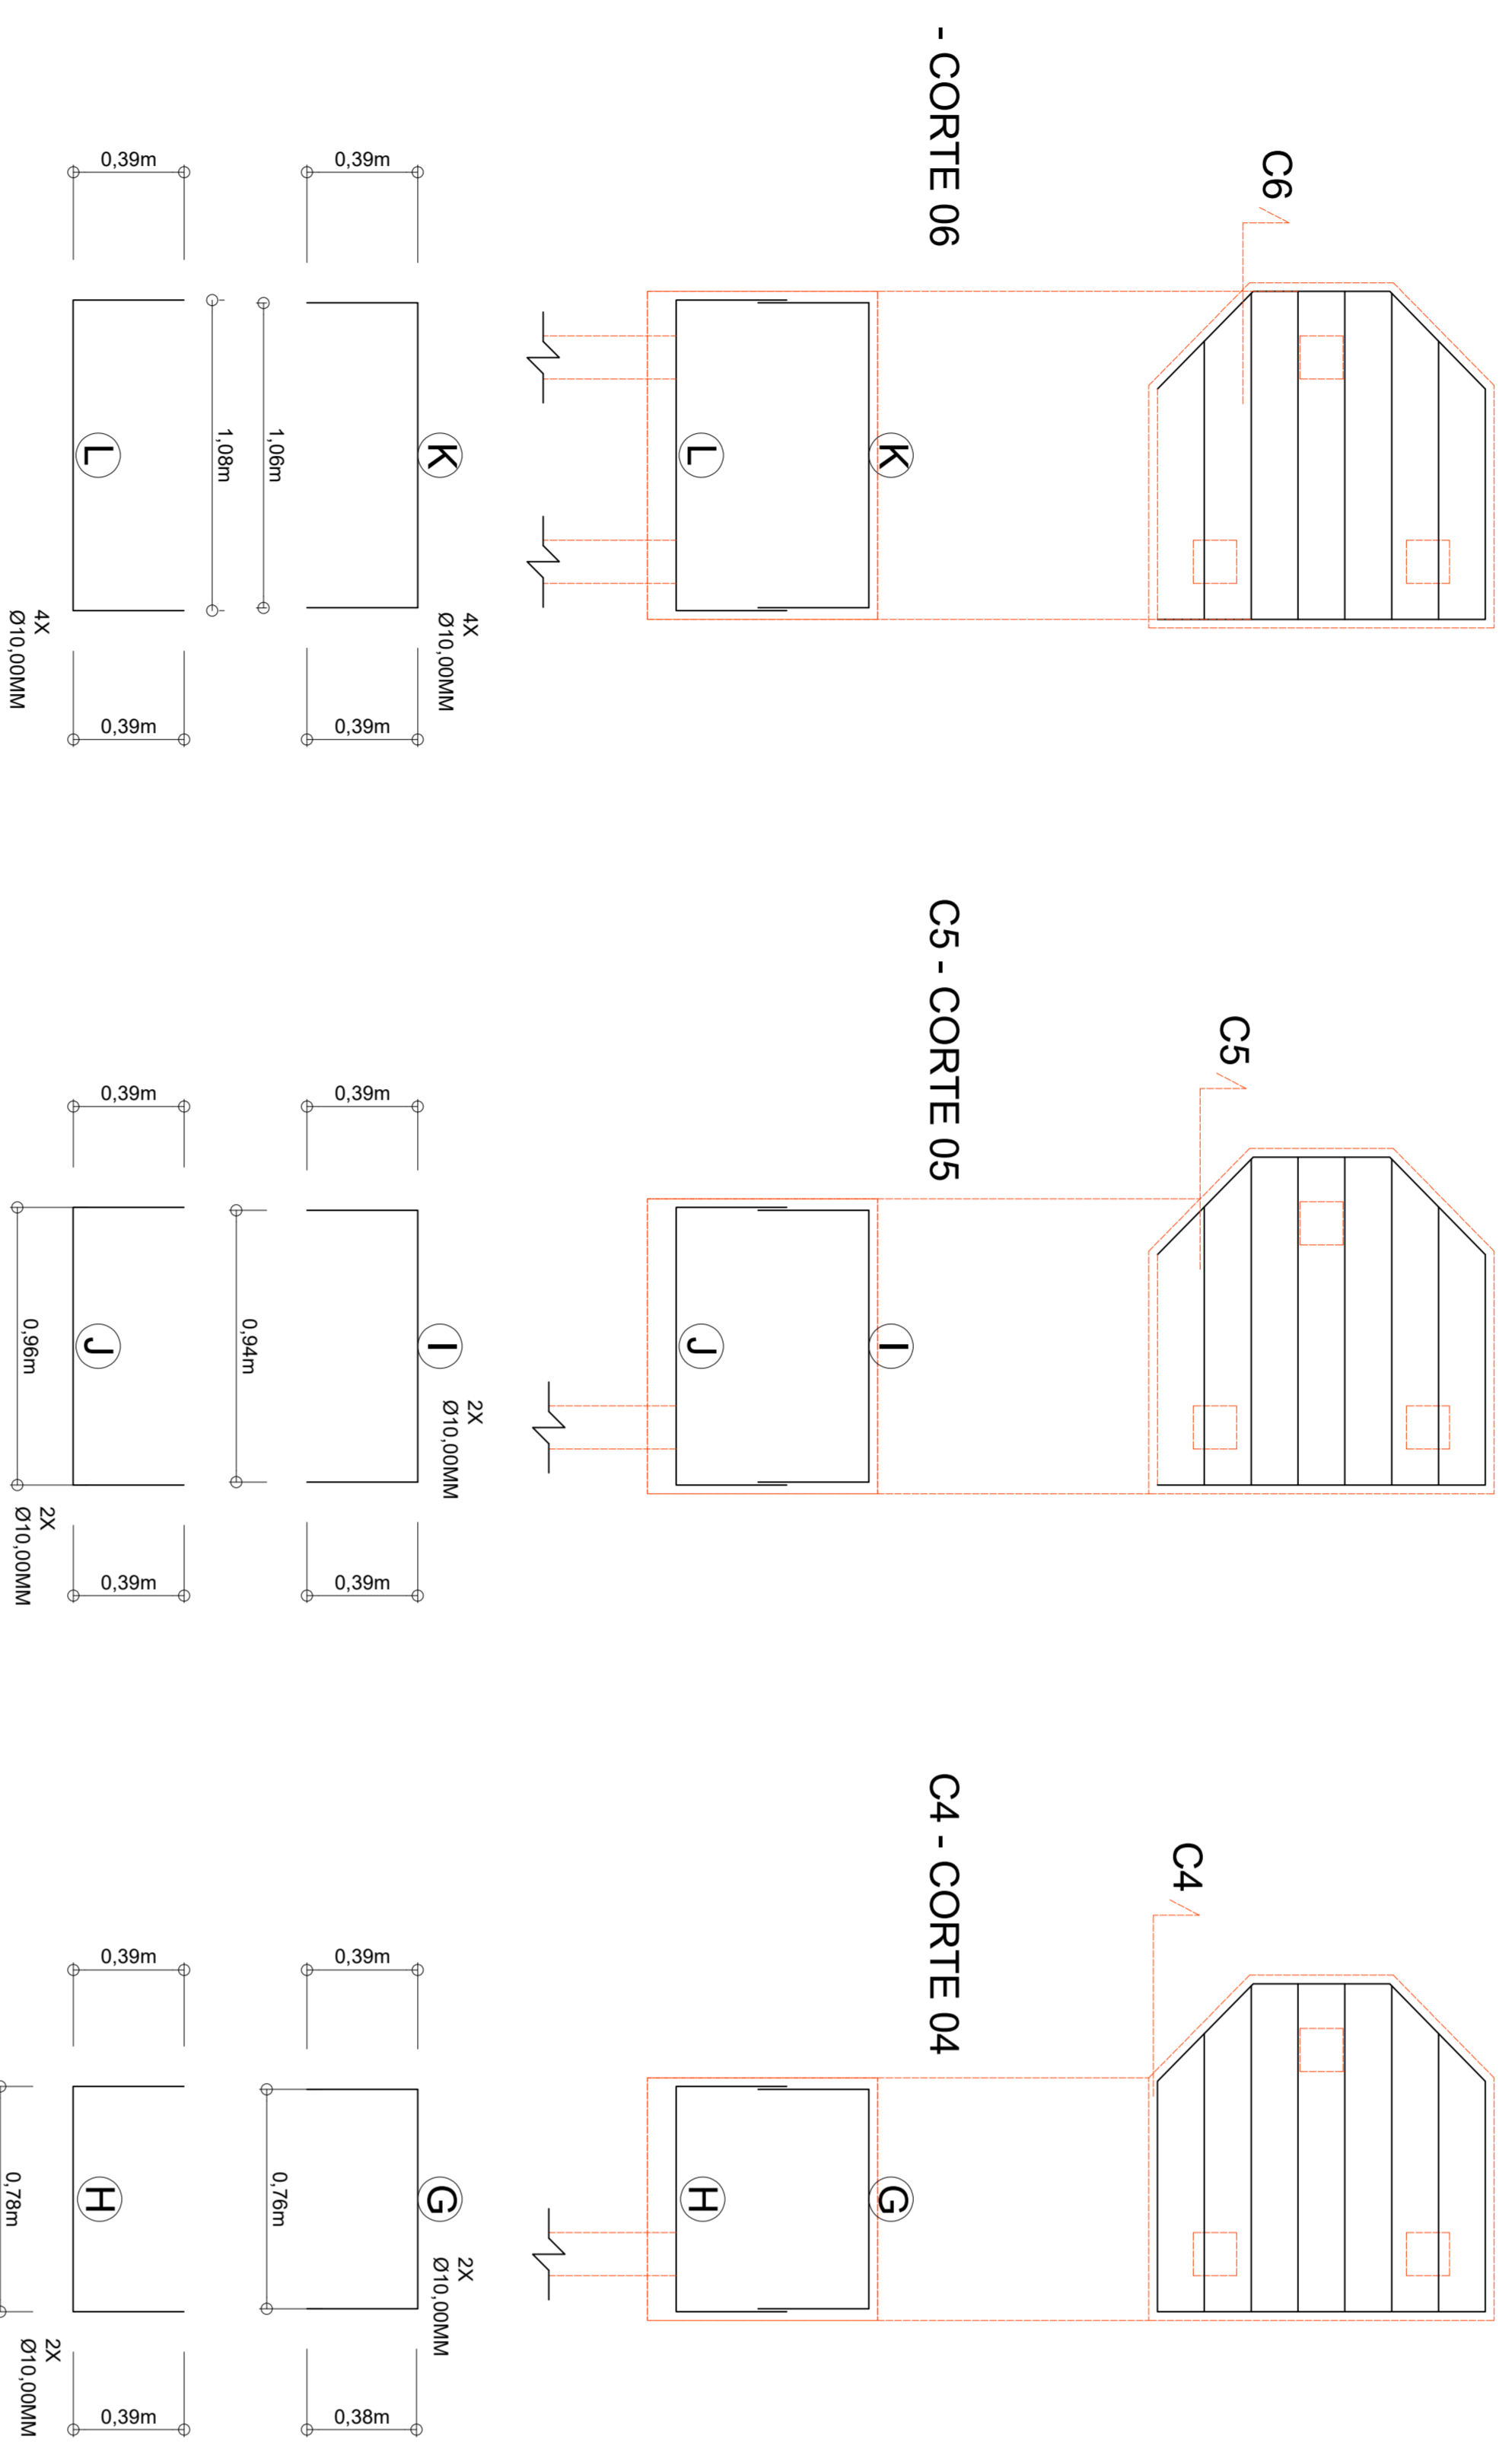 C6
- CORTE 06
K
L
0,39m
0,39m
K
4X
Ø10,00MM
1,06m
1,08m
L
4X
Ø10,00MM
0,39m
0,39m
C5
C5 - CORTE 05
I
J
0,39m
0,39m
I
2X
Ø10,00MM
0,94m
J
0,96m
2X
Ø10,00MM
0,39m
0,39m
C4
C4 - CORTE 04
G
H
0,39m
0,39m
G
2X
Ø10,00MM
0,76m
H
0,78m
2X
Ø10,00MM
0,38m
0,39m